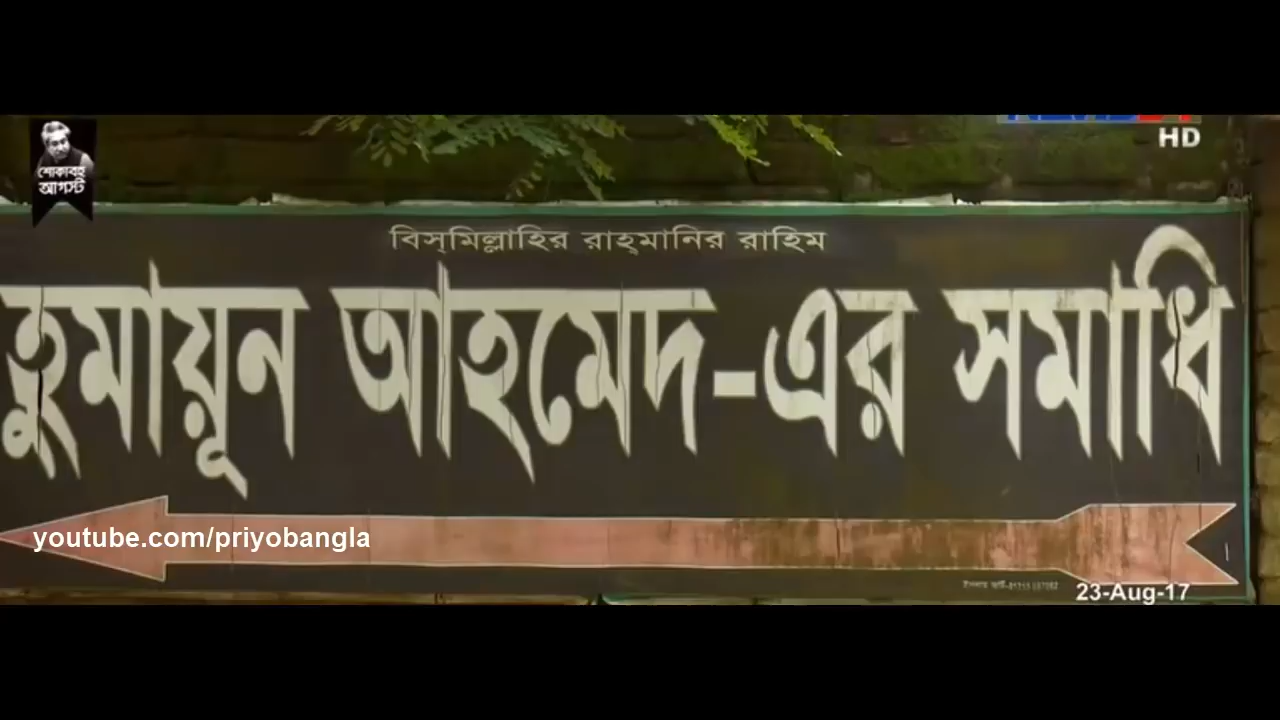 HD
শোকাবহ
আগস্ট
বিস্‌মিল্লাহির রাহ্‌মানির রাহিম
হুমায়ূন আহমেদ-এর সমাধি
youtube.com/priyobangla
23-Aug-17